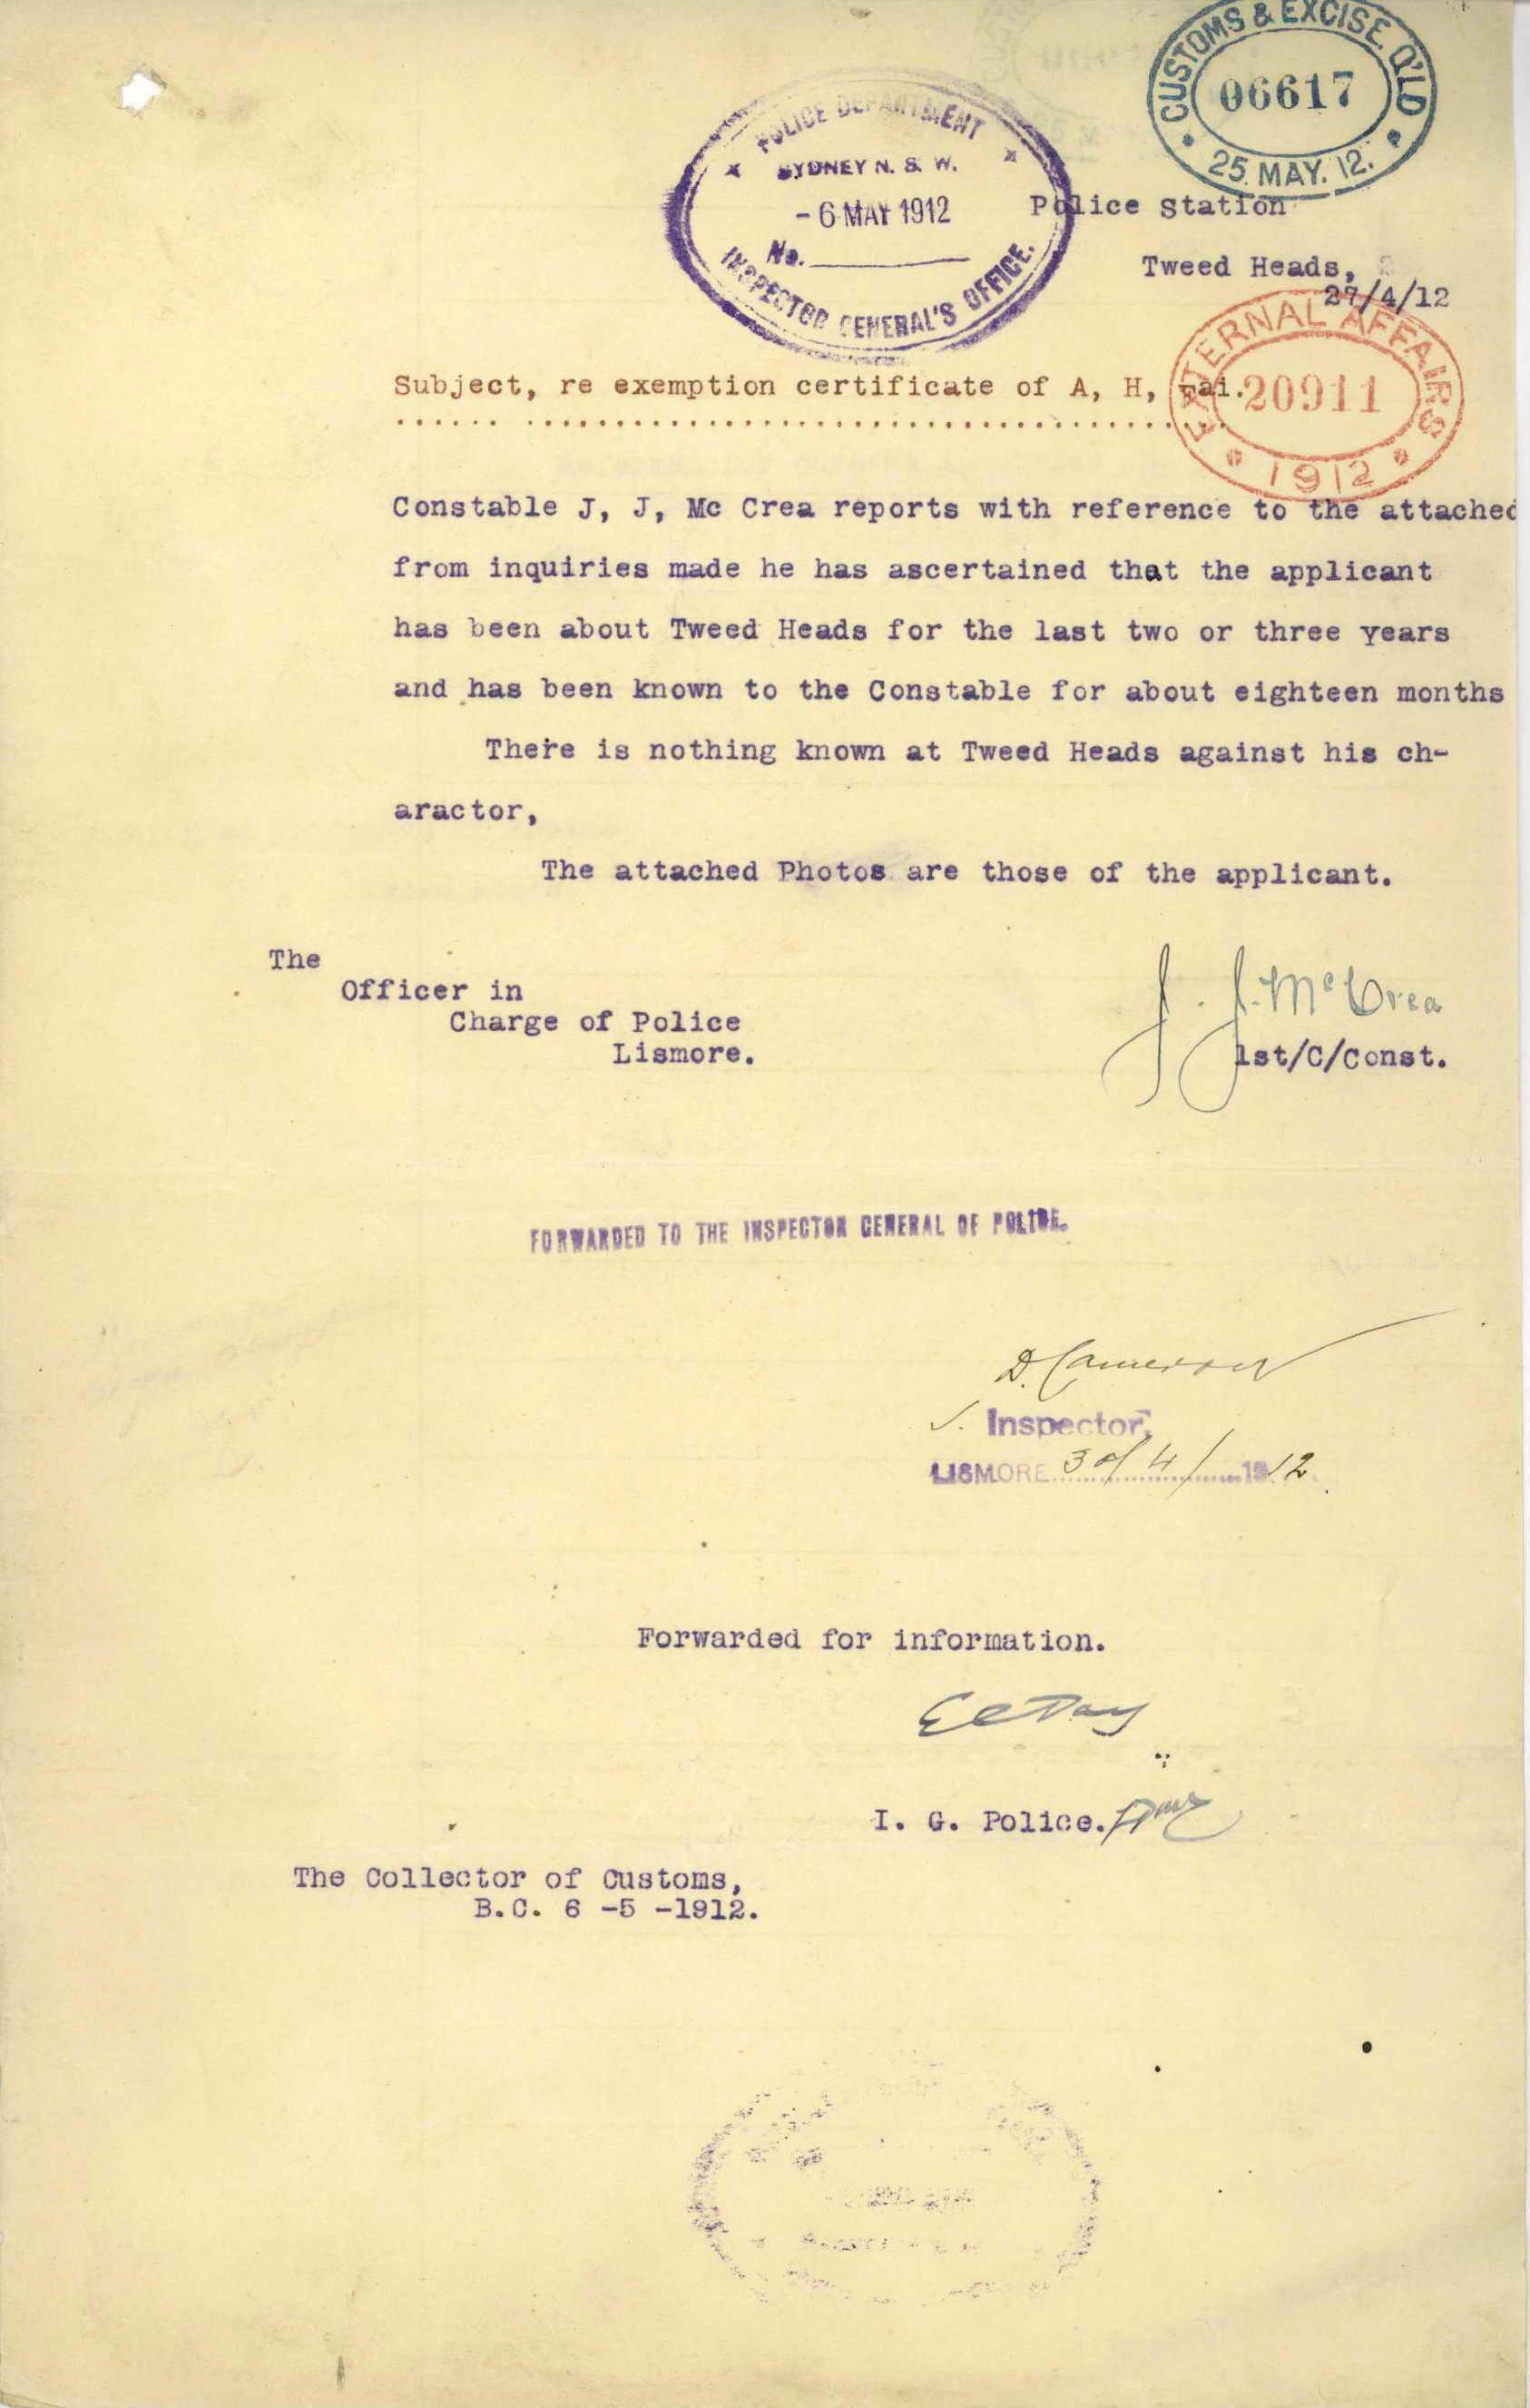 CUSTOMS & EXCISE. Q'LD
06617
25. MAY. 12.
POLICE DEPARTMENT
SYDNEY N. S. W.
- 6 MAY 1912
No.
INSPECTOR GENERAL'S OFFICE.
Police Station
Tweed Heads,
27/4/12
EXTERNAL AFFAIRS
20911
1912
Subject, re exemption certificate of A, H, Fai.
Constable J, J, Mc Crea reports with reference to the attached
from inquiries made he has ascertained that the applicant
has been about Tweed Heads for the last two or three years
and has been known to the Constable for about eighteen months
There is nothing known at Tweed Heads against his ch-
aractor,
The attached Photos are those of the applicant.
The
Officer in
Charge of Police
Lismore.
J. J. McCrea
1st/C/Const.
FORWARDED TO THE INSPECTOR GENERAL OF POLICE.
D. Cameron
Inspector,
LISMORE 30/4/1912.
Forwarded for information.
E C Day
I. G. Police.
The Collector of Customs,
B.C. 6 -5 -1912.